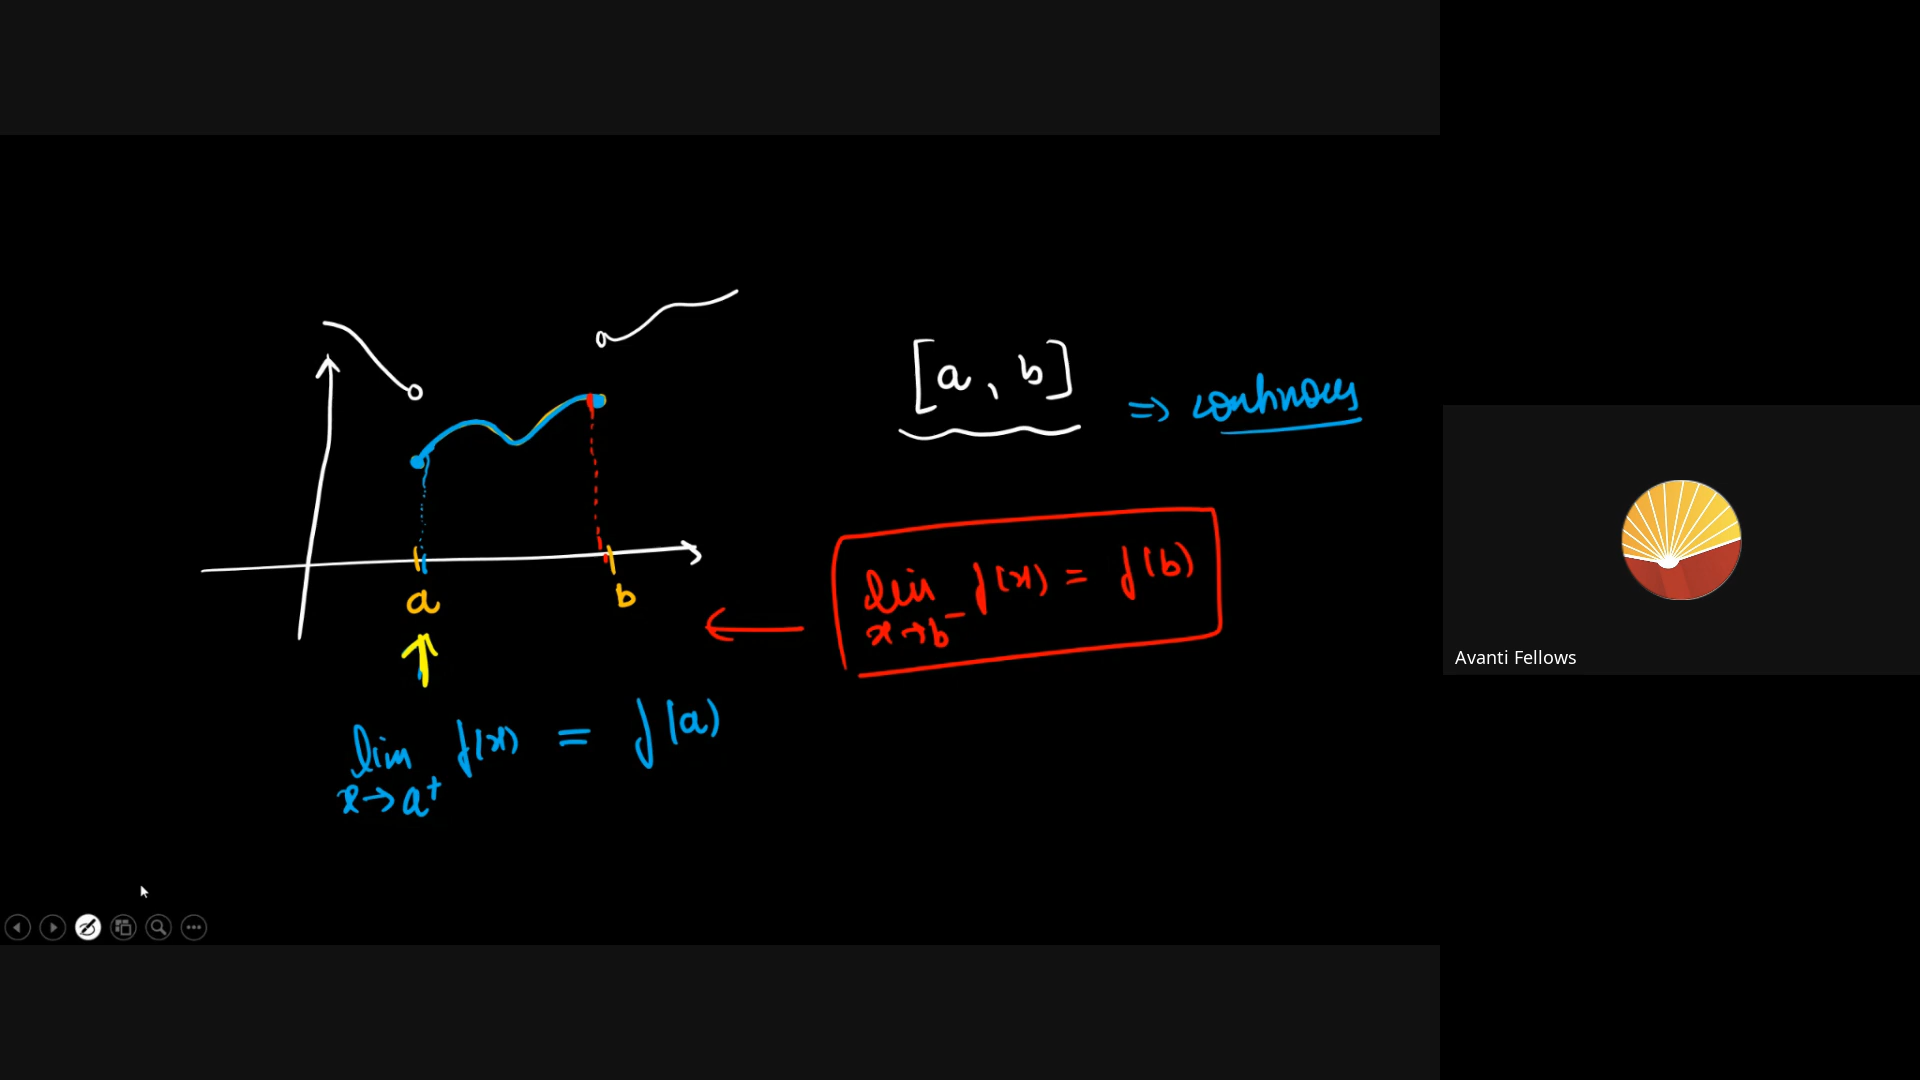 [a, b] ⇒ continuous
a
b
lim f(x) = f(b)
x→b⁻
lim f(x) = f(a)
x→a⁺
Avanti Fellows